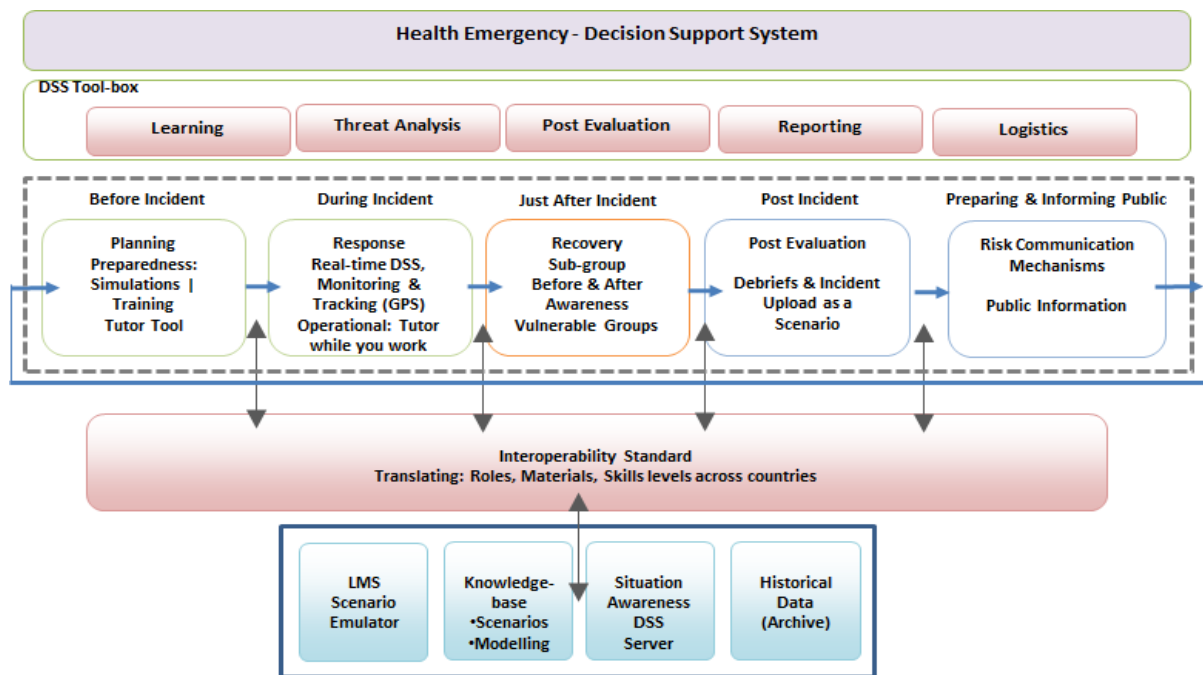 Health Emergency - Decision Support System
DSS Tool-box
Learning
Threat Analysis
Post Evaluation
Reporting
Logistics
Before Incident
During Incident
Just After Incident
Post Incident
Preparing & Informing Public
Planning
Preparedness:
Simulations |
Training
Tutor Tool
Response
Real-time DSS,
Monitoring &
Tracking (GPS)
Operational: Tutor
while you work
Recovery
Sub-group
Before & After
Awareness
Vulnerable Groups
Post Evaluation
Debriefs & Incident
Upload as a
Scenario
Risk Communication
Mechanisms
Public Information
Interoperability Standard
Translating: Roles, Materials, Skills levels across countries
LMS
Scenario
Emulator
Knowledge-
base
•Scenarios
•Modelling
Situation
Awareness
DSS
Server
Historical
Data
(Archive)